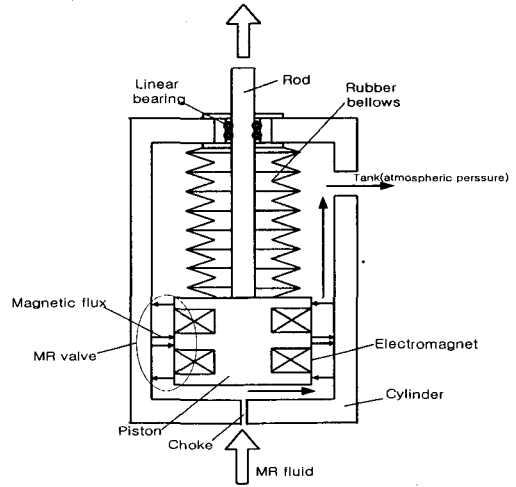 Linear
bearing
Rod
Rubber
bellows
Tank(atmospheric perssure)
Magnetic flux
MR valve
Electromagnet
Cylinder
Piston
Choke
MR fluid